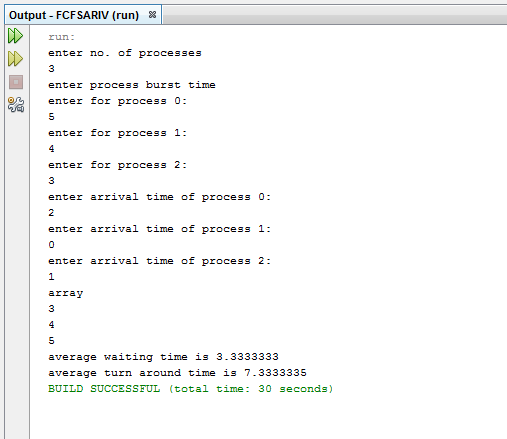 Output - FCFSARIV (run)
run:
enter no. of processes
3
enter process burst time
enter for process 0:
5
enter for process 1:
4
enter for process 2:
3
enter arrival time of process 0:
2
enter arrival time of process 1:
0
enter arrival time of process 2:
1
array
3
4
5
average waiting time is 3.3333333
average turn around time is 7.3333335
BUILD SUCCESSFUL (total time: 30 seconds)